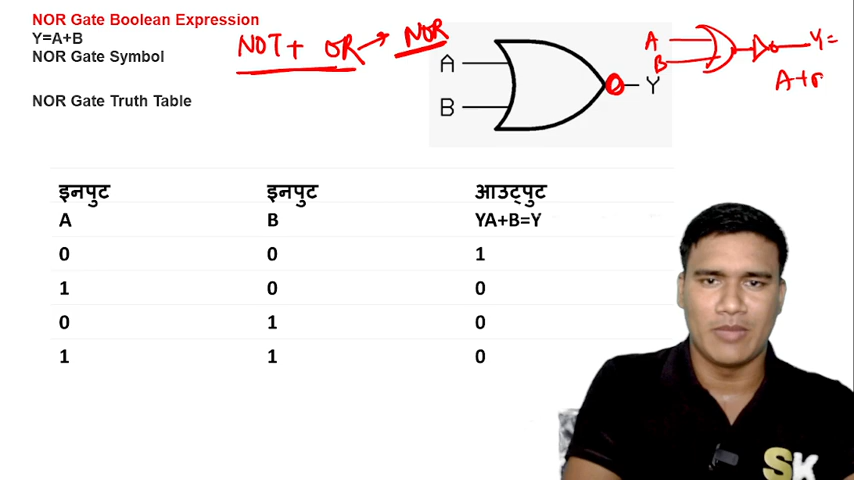 NOR Gate Boolean Expression
Y=A+B
NOR Gate Symbol
NOT+ OR → NOR
A
B
Y
A
B
Y=
A+
NOR Gate Truth Table
इनपुट इनपुट आउट्पुट
A B YA+B=Y
0 0 1
1 0 0
0 1 0
1 1 0
SK